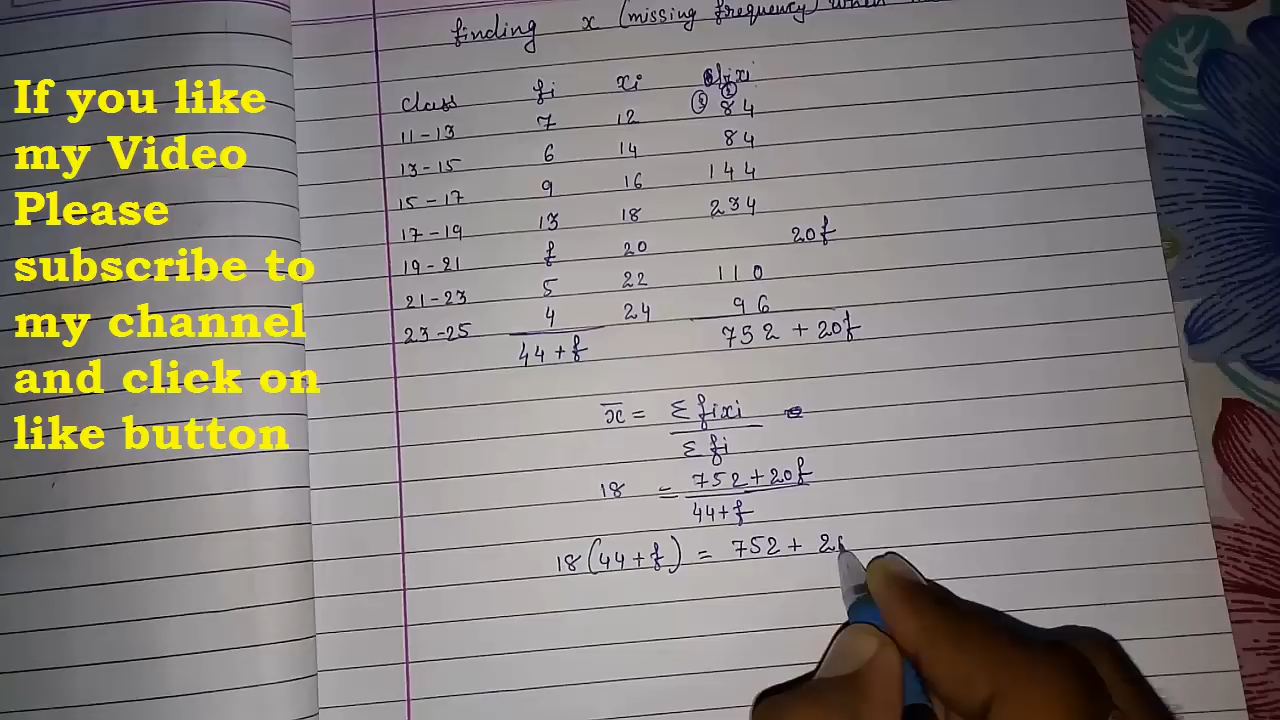 If you like
my Video
Please
subscribe to
my channel
and click on
like button
finding x (missing frequency) when
class fi xi fixi
11-13 7 12 84
13-15 6 14 84
15-17 9 16 144
17-19 13 18 234
19-21 f 20 20f
21-23 5 22 110
23-25 4 24 96
44+f 752 + 20f
x̄ = Σ fixi =
Σ fi
18 = 752+20f
44+f
18(44+f) = 752+